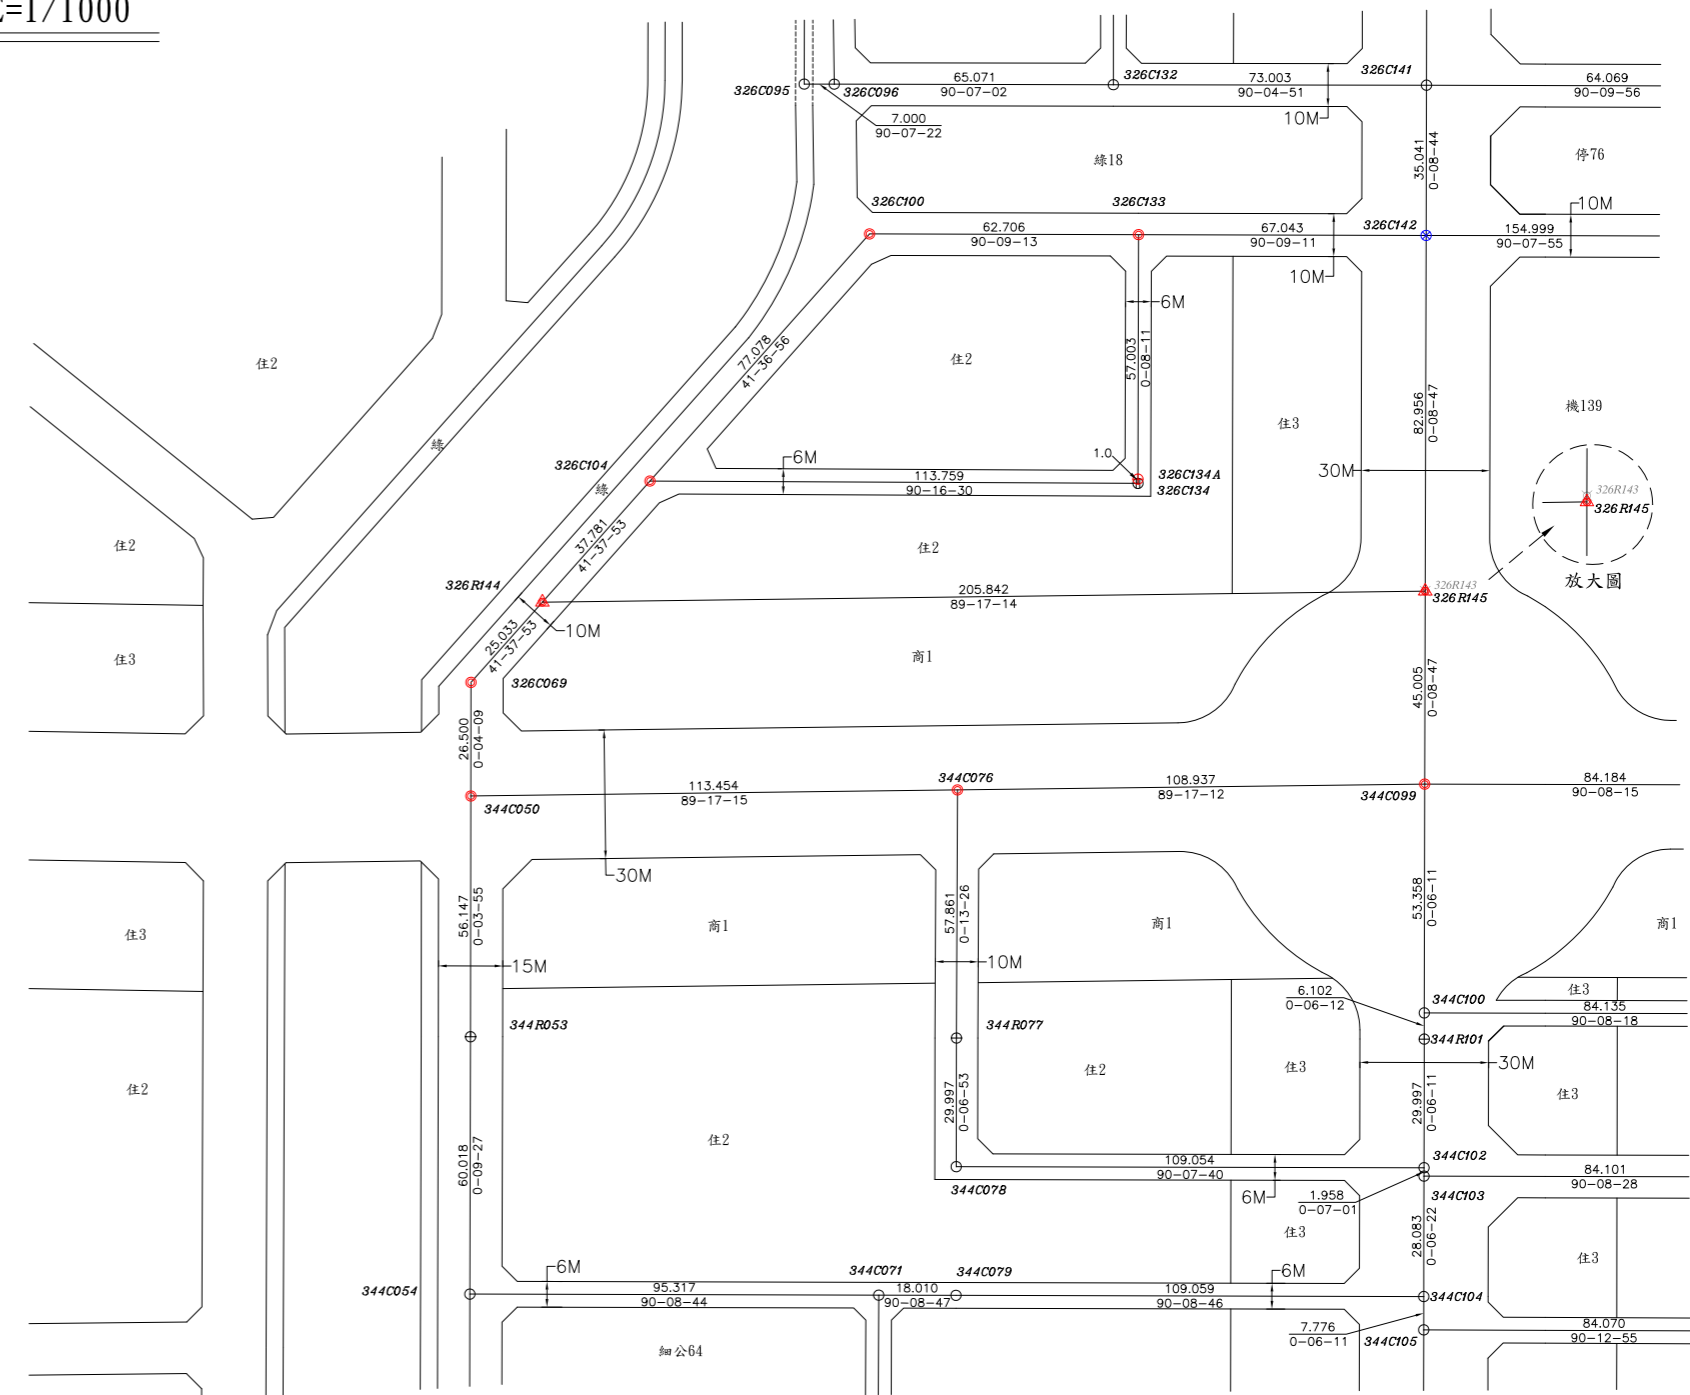 E=1/1000
326C095
326C096
65.071
90-07-02
326C132
73.003
90-04-51
326C141
64.069
90-09-56
7.000
90-07-22
10M
35.041
0-08-44
綠18
停76
326C100
326C133
10M
62.706
90-09-13
67.043
90-09-11
326C142
154.999
90-07-55
10M
6M
77.078
41-36-56
57.003
0-08-11
住2
住2
82.956
0-08-47
機139
住3
綠
326C104
綠
6M
113.759
90-16-30
1.0
326C134A
326C134
30M
326R143
326R145
37.781
41-37-53
住2
住2
326R144
205.842
89-17-14
326R143
326R145
放大圖
25.033
41-37-53
10M
住3
商1
326C069
45.005
0-08-47
26.500
0-04-09
113.454
89-17-15
344C076
108.937
89-17-12
84.184
90-08-15
344C050
344C099
30M
56.147
0-03-55
57.861
0-13-26
53.358
0-06-11
住3
商1
商1
商1
15M
10M
6.102
0-06-12
344C100
住3
84.135
90-08-18
344R053
344R077
344R101
30M
住2
29.997
0-06-53
住2
住3
29.997
0-06-11
住3
60.018
0-09-27
住2
109.054
90-07-40
344C102
84.101
90-08-28
344C078
6M
1.958
0-07-01
344C103
住3
28.083
0-06-22
住3
344C054
6M
344C071
344C079
6M
95.317
90-08-44
18.010
90-08-47
109.059
90-08-46
344C104
7.776
0-06-11
344C105
84.070
90-12-55
細公64